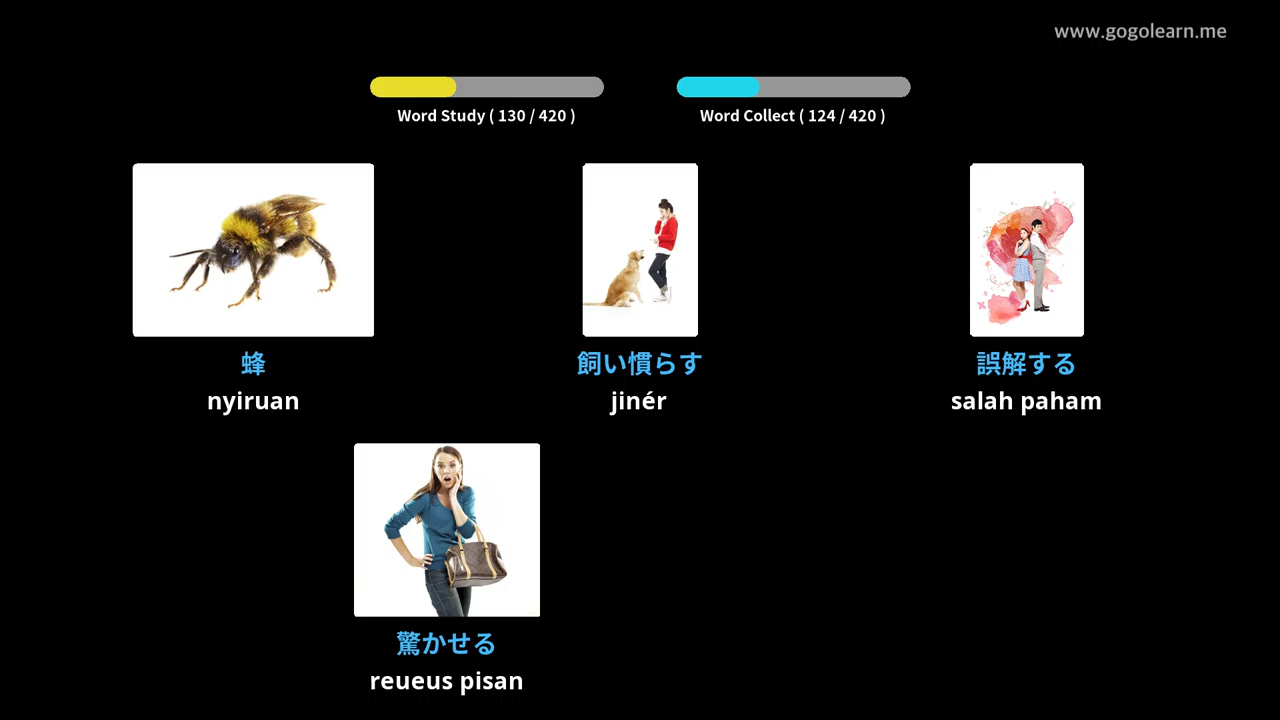 www.gogolearn.me
Word Study ( 130 / 420 )
Word Collect ( 124 / 420 )
蜂
nyiruan
飼い慣らす
jinér
誤解する
salah paham
驚かせる
reueus pisan